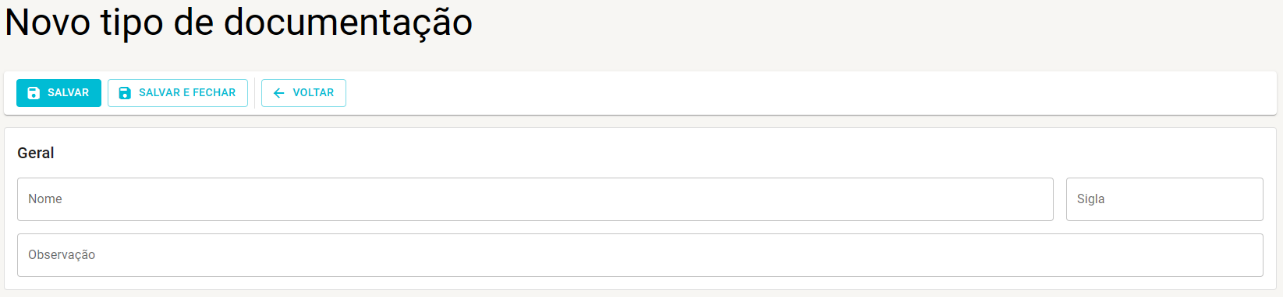 Novo tipo de documentação
SALVAR SALVAR E FECHAR VOLTAR
Geral
Nome Sigla
Observação